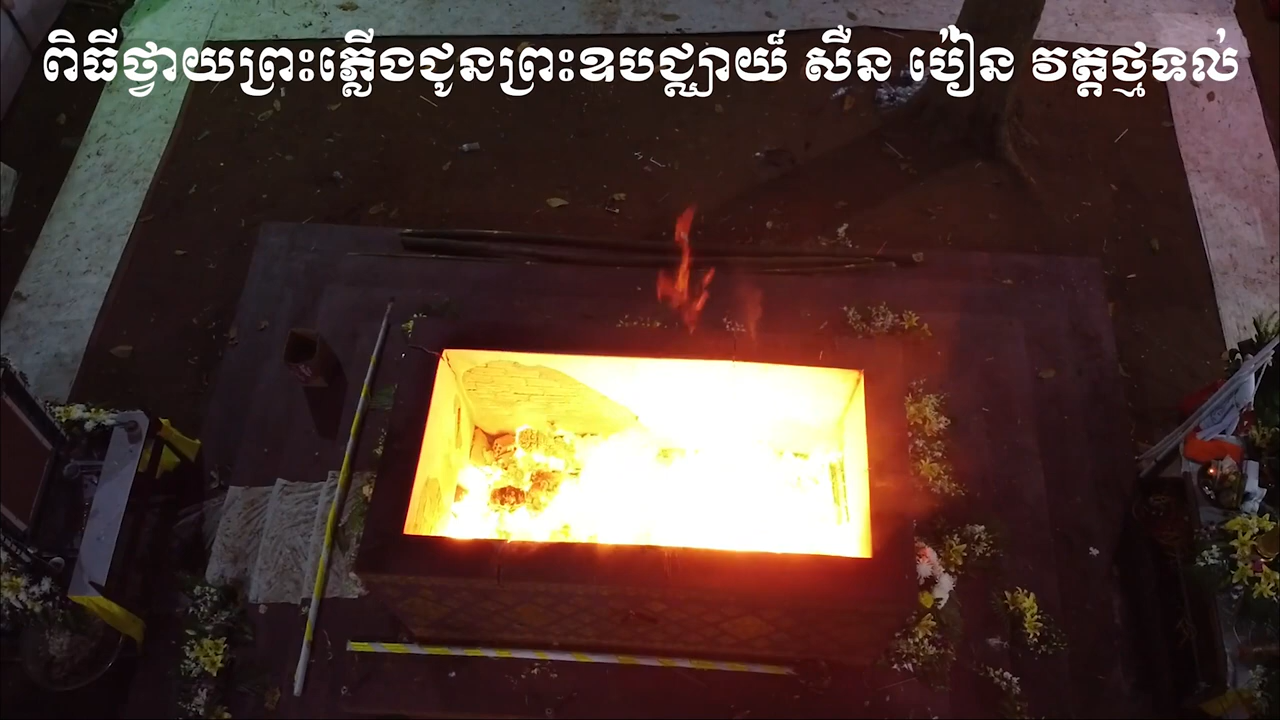 ពិធីថ្វាយព្រះភ្លើងជូនព្រះឧបជ្ឈាយ៍ សឺន ប៉ៀន វត្តថ្មទល់